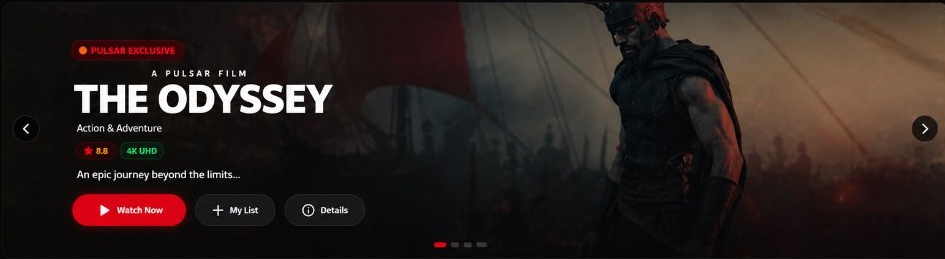 PULSAR EXCLUSIVE
A PULSAR FILM
THE ODYSSEY
Action & Adventure
8.8 4K UHD
An epic journey beyond the limits...
Watch Now My List Details